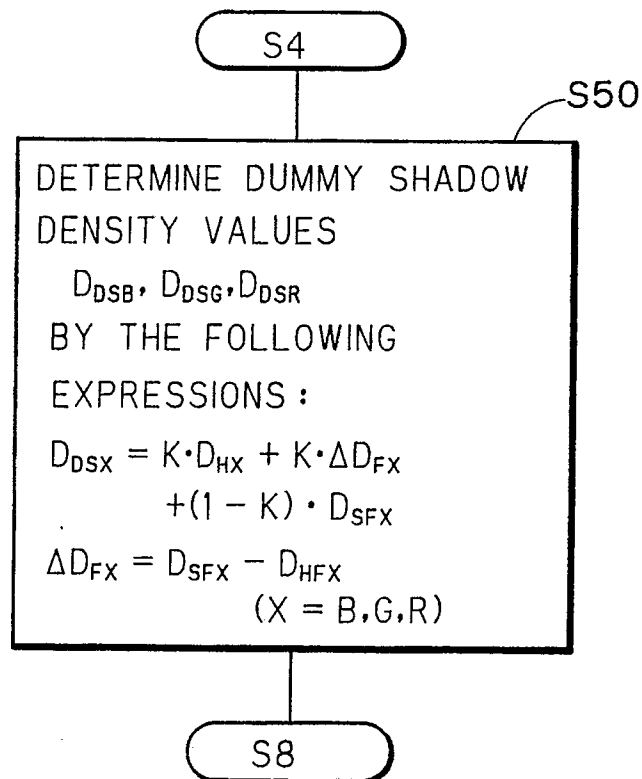 S4
S50
DETERMINE DUMMY SHADOW
DENSITY VALUES
D_DSB, D_DSG, D_DSR
BY THE FOLLOWING
EXPRESSIONS:
D_DSX = K·D_HX + K·ΔD_FX
+(1 - K)·D_SFX
ΔD_FX = D_SFX - D_HFX
(X = B,G,R)
S8